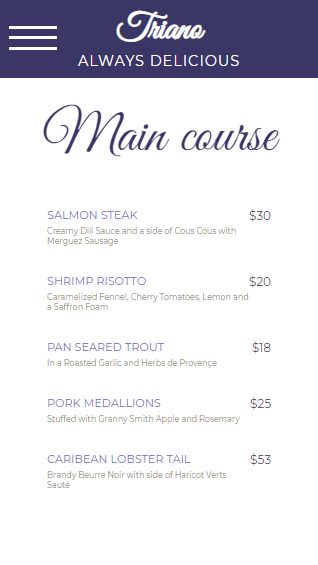 Triano
ALWAYS DELICIOUS
Main course
SALMON STEAK $30
Creamy Dill Sauce and a side of Cous Cous with
Merguez Sausage
SHRIMP RISOTTO $20
Caramelized Fennel, Cherry Tomatoes, Lemon and
a Saffron Foam
PAN SEARED TROUT $18
In a Roasted Garlic and Herbs de Provençe
PORK MEDALLIONS $25
Stuffed with Granny Smith Apple and Rosemary
CARIBEAN LOBSTER TAIL $53
Brandy Beurre Noir with side of Haricot Verts
Sauté